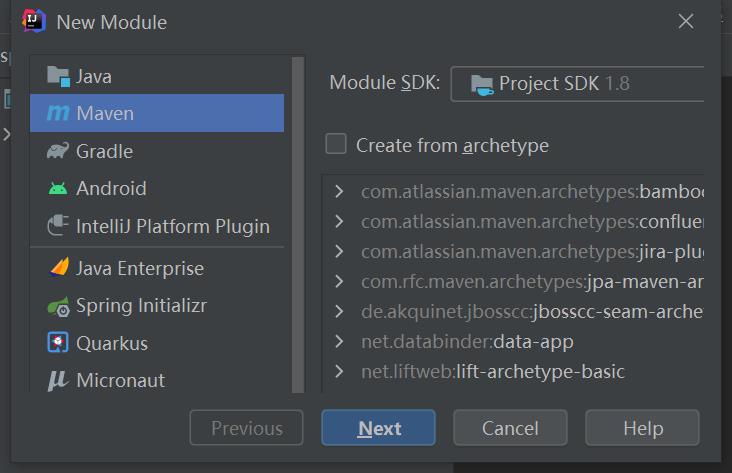 New Module
Java
Maven
Gradle
Android
IntelliJ Platform Plugin
Java Enterprise
Spring Initializr
Quarkus
Micronaut
Module SDK: Project SDK 1.8
Create from archetype
com.atlassian.maven.archetypes:bamboo
com.atlassian.maven.archetypes:confluen
com.atlassian.maven.archetypes:jira-plu
com.rfc.maven.archetypes:jpa-maven-ar
de.akquinet.jbosscc:jbosscc-seam-arche
net.databinder:data-app
net.liftweb:lift-archetype-basic
Previous
Next
Cancel
Help